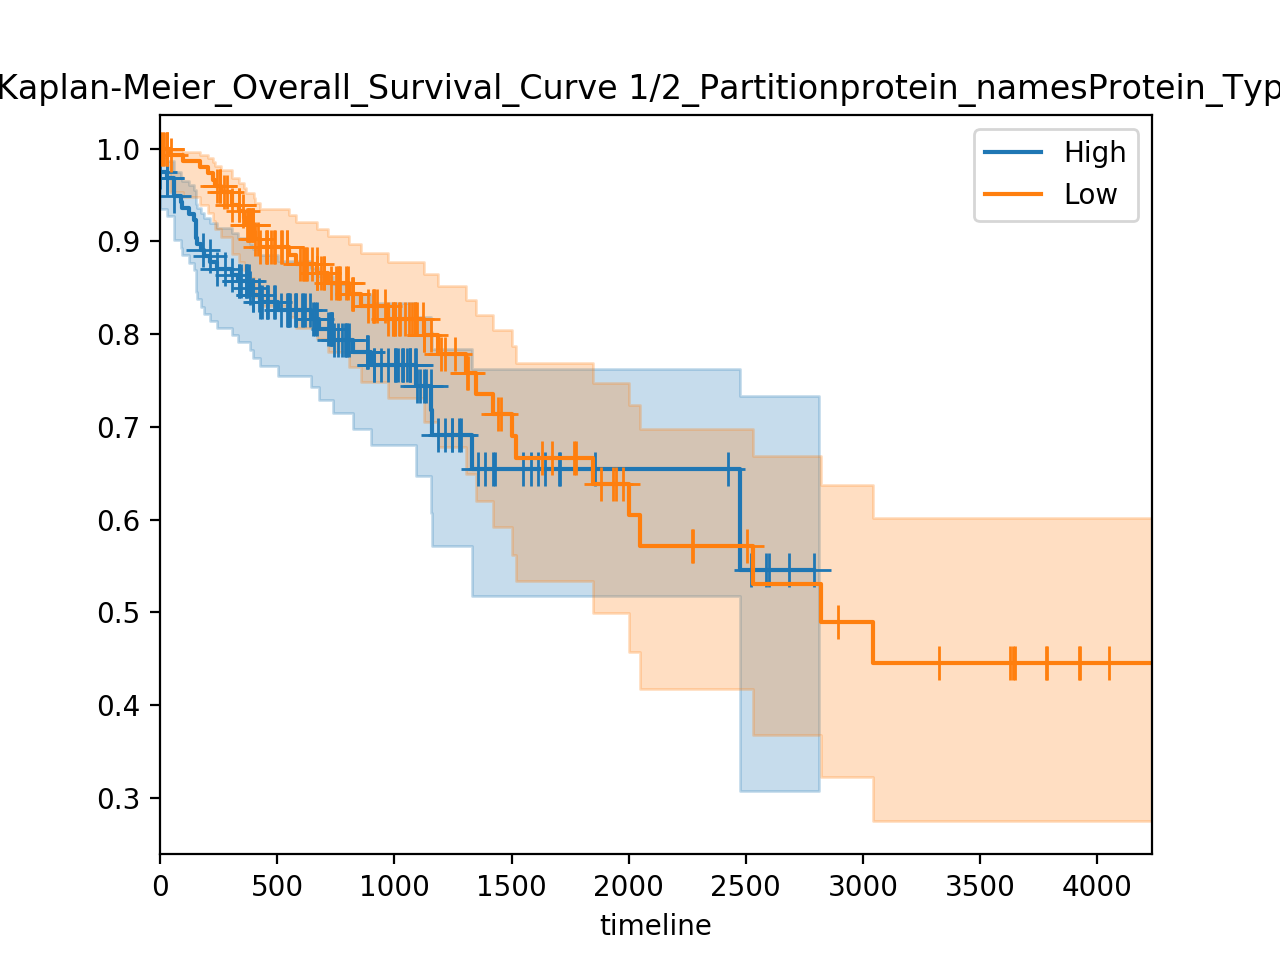 Kaplan-Meier_Overall_Survival_Curve 1/2_Partitionprotein_namesProtein_Typ
High
Low
1.0
0.9
0.8
0.7
0.6
0.5
0.4
0.3
0 500 1000 1500 2000 2500 3000 3500 4000
timeline